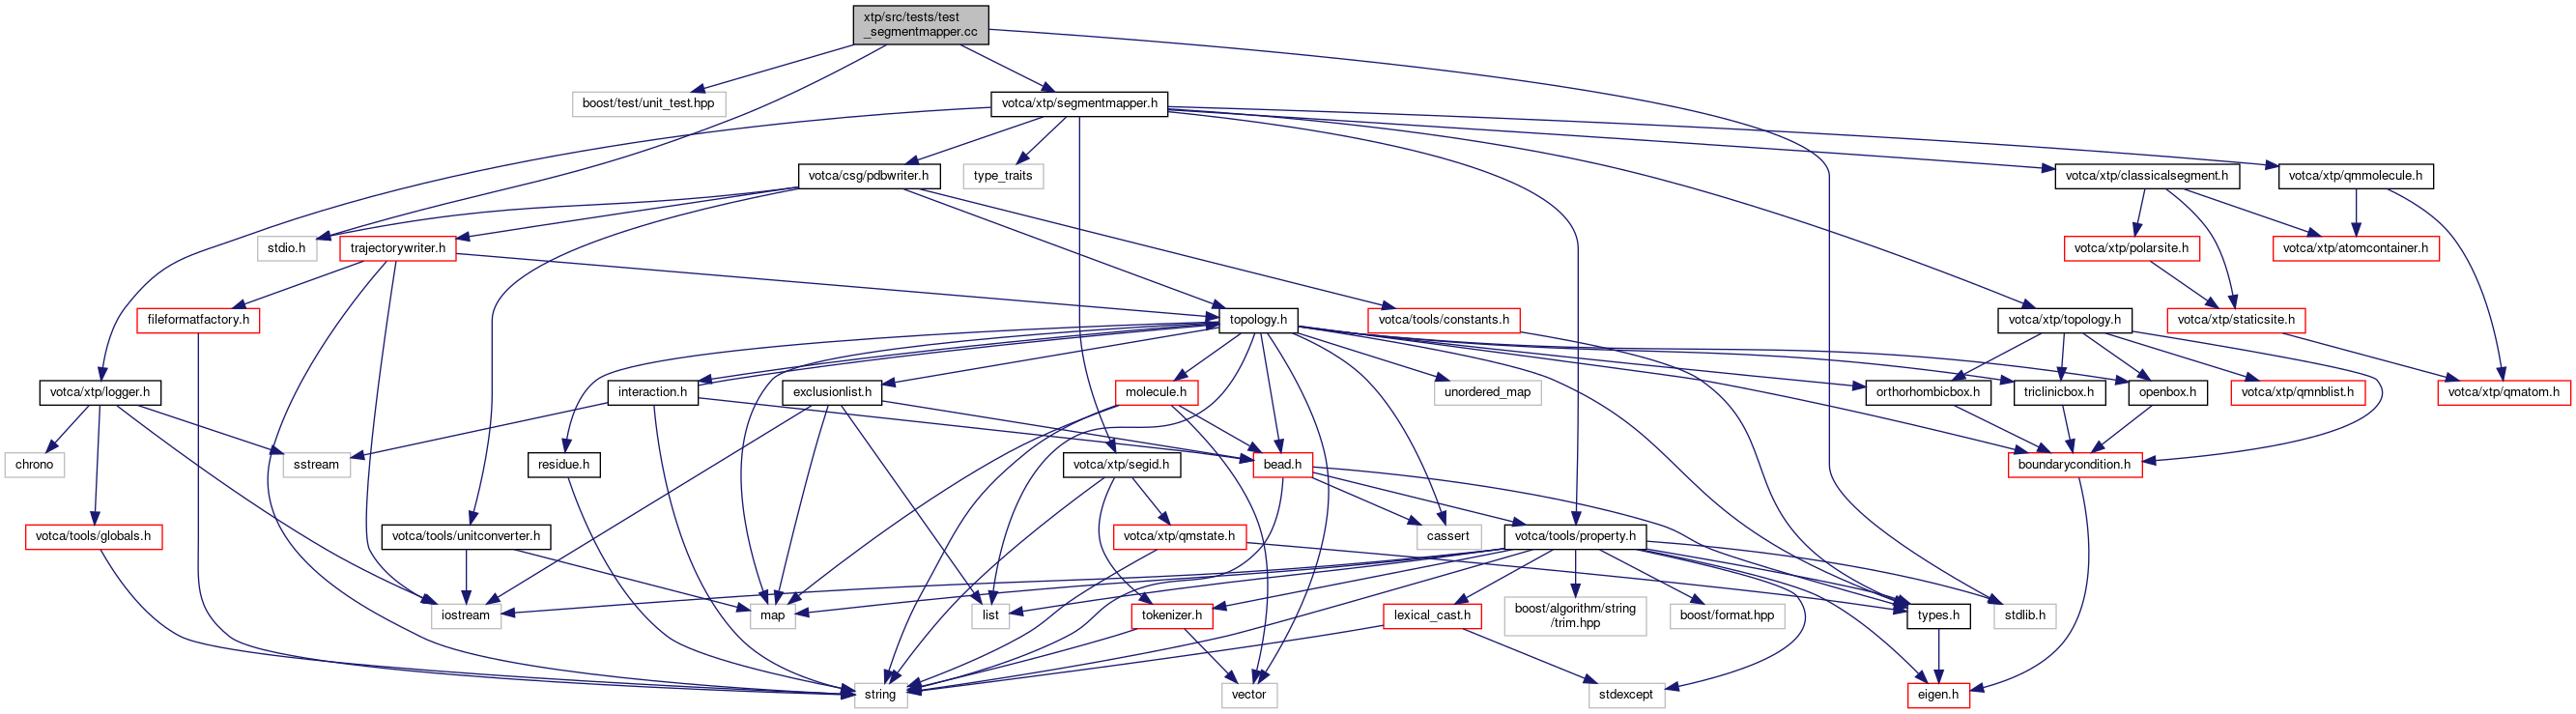 xtp/src/tests/test
_segmentmapper.cc
boost/test/unit_test.hpp
votca/xtp/segmentmapper.h
votca/csg/pdbwriter.h
type_traits
votca/xtp/classicalsegment.h
votca/xtp/qmmolecule.h
stdio.h
trajectorywriter.h
votca/xtp/polarsite.h
votca/xtp/atomcontainer.h
fileformatfactory.h
topology.h
votca/tools/constants.h
votca/xtp/topology.h
votca/xtp/staticsite.h
votca/xtp/logger.h
interaction.h
exclusionlist.h
molecule.h
unordered_map
orthorhombicbox.h
triclinicbox.h
openbox.h
votca/xtp/qmnblist.h
votca/xtp/qmatom.h
chrono
sstream
residue.h
votca/xtp/segid.h
bead.h
boundarycondition.h
votca/tools/globals.h
votca/tools/unitconverter.h
votca/xtp/qmstate.h
cassert
votca/tools/property.h
iostream
map
list
tokenizer.h
lexical_cast.h
boost/algorithm/string
/trim.hpp
boost/format.hpp
types.h
stdlib.h
string
vector
stdexcept
eigen.h